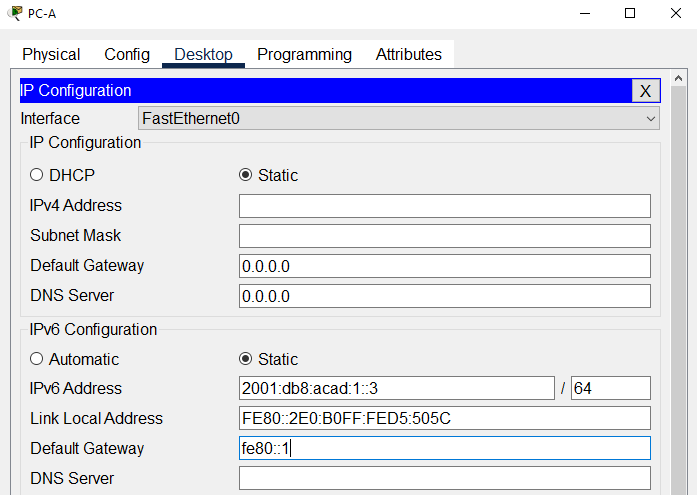 PC-A
Physical Config Desktop Programming Attributes
IP Configuration X
Interface FastEthernet0
IP Configuration
DHCP Static
IPv4 Address
Subnet Mask
Default Gateway 0.0.0.0
DNS Server 0.0.0.0
IPv6 Configuration
Automatic Static
IPv6 Address 2001:db8:acad:1::3 / 64
Link Local Address FE80::2E0:B0FF:FED5:505C
Default Gateway fe80::1
DNS Server